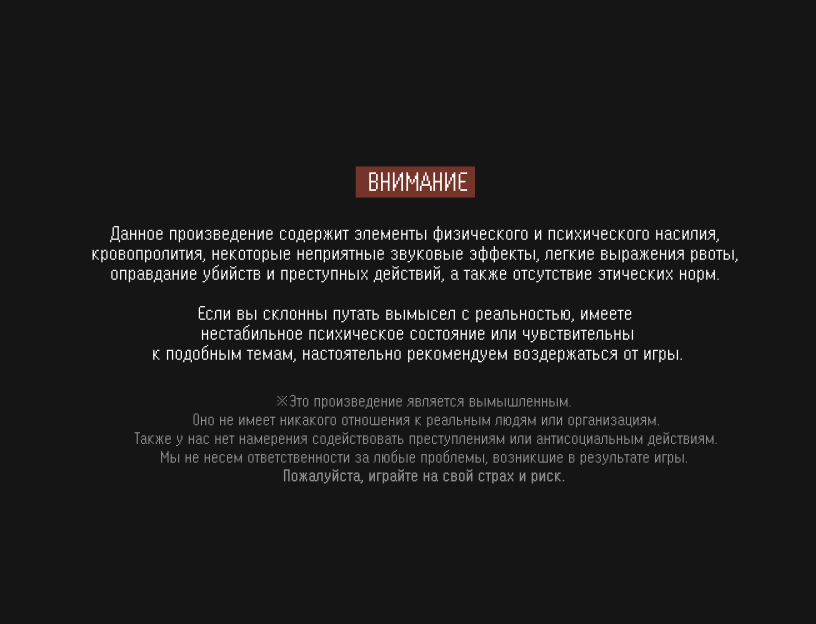 ВНИМАНИЕ
Данное произведение содержит элементы физического и психического насилия,
кровопролития, некоторые неприятные звуковые эффекты, легкие выражения рвоты,
оправдание убийств и преступных действий, а также отсутствие этических норм.
Если вы склонны путать вымысел с реальностью, имеете
нестабильное психическое состояние или чувствительны
к подобным темам, настоятельно рекомендуем воздержаться от игры.
※Это произведение является вымышленным.
Оно не имеет никакого отношения к реальным людям или организациям.
Также у нас нет намерения содействовать преступлениям или антисоциальным действиям.
Мы не несем ответственности за любые проблемы, возникшие в результате игры.
Пожалуйста, играйте на свой страх и риск.